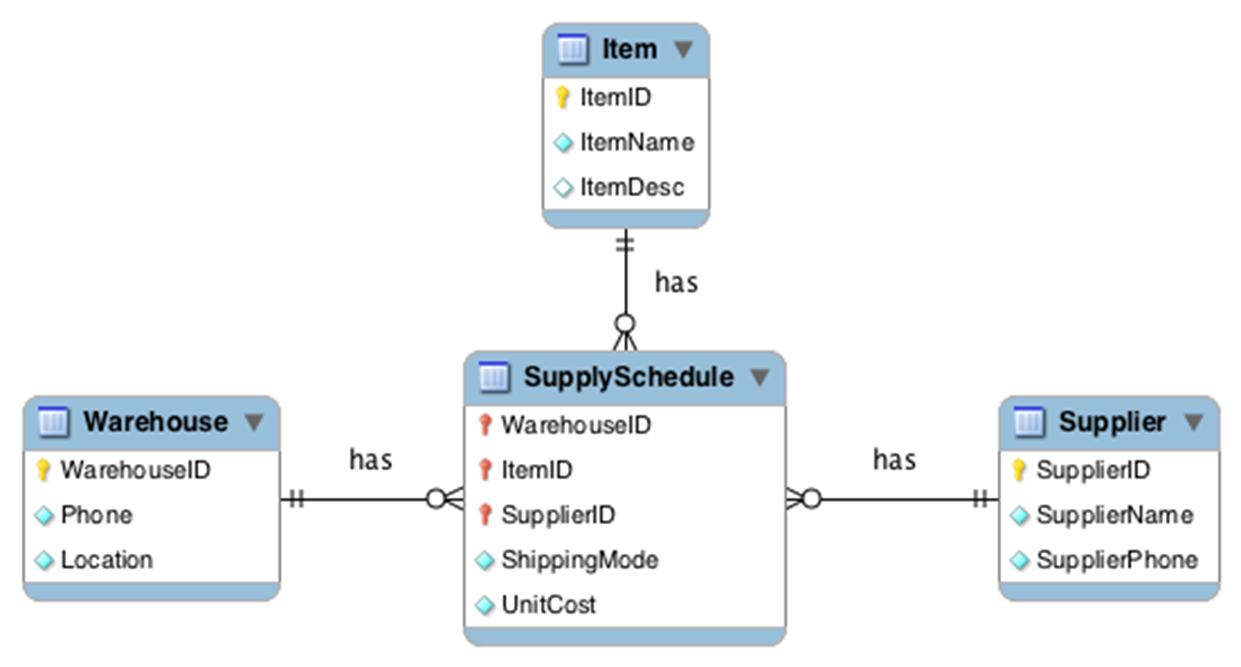 Item
ItemID
ItemName
ItemDesc
has
SupplySchedule
WarehouseID
ItemID
SupplierID
ShippingMode
UnitCost
Warehouse
WarehouseID
Phone
Location
has
has
Supplier
SupplierID
SupplierName
SupplierPhone